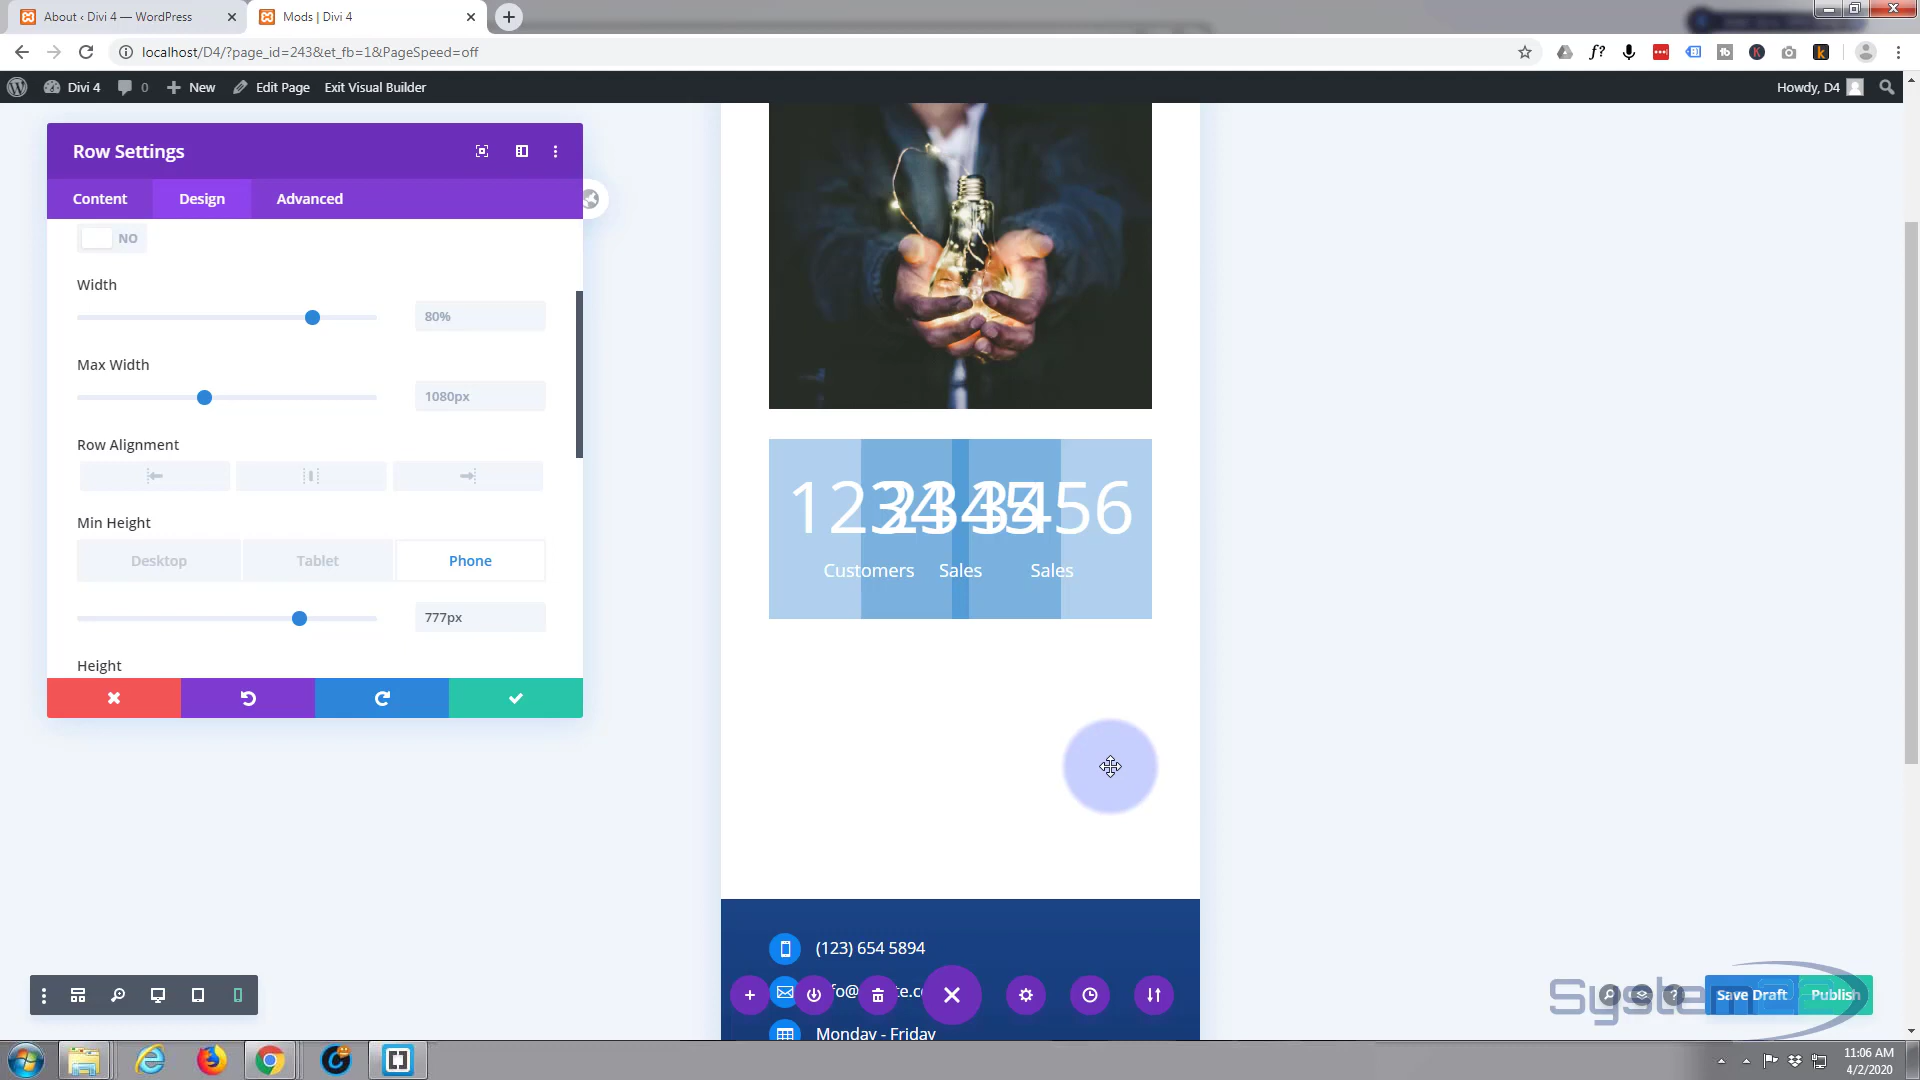 About ‹ Divi 4 — WordPress
Mods | Divi 4
localhost/D4/?page_id=243&et_fb=1&PageSpeed=off
Divi 4
0
New
Edit Page
Exit Visual Builder
Howdy, D4
Row Settings
Content
Design
Advanced
NO
Width
80%
Max Width
1080px
Row Alignment
Min Height
Desktop
Tablet
Phone
777px
Height
Customers
Sales
Sales
(123) 654 5894
Monday - Friday
Save Draft
Publish
11:06 AM
4/2/2020